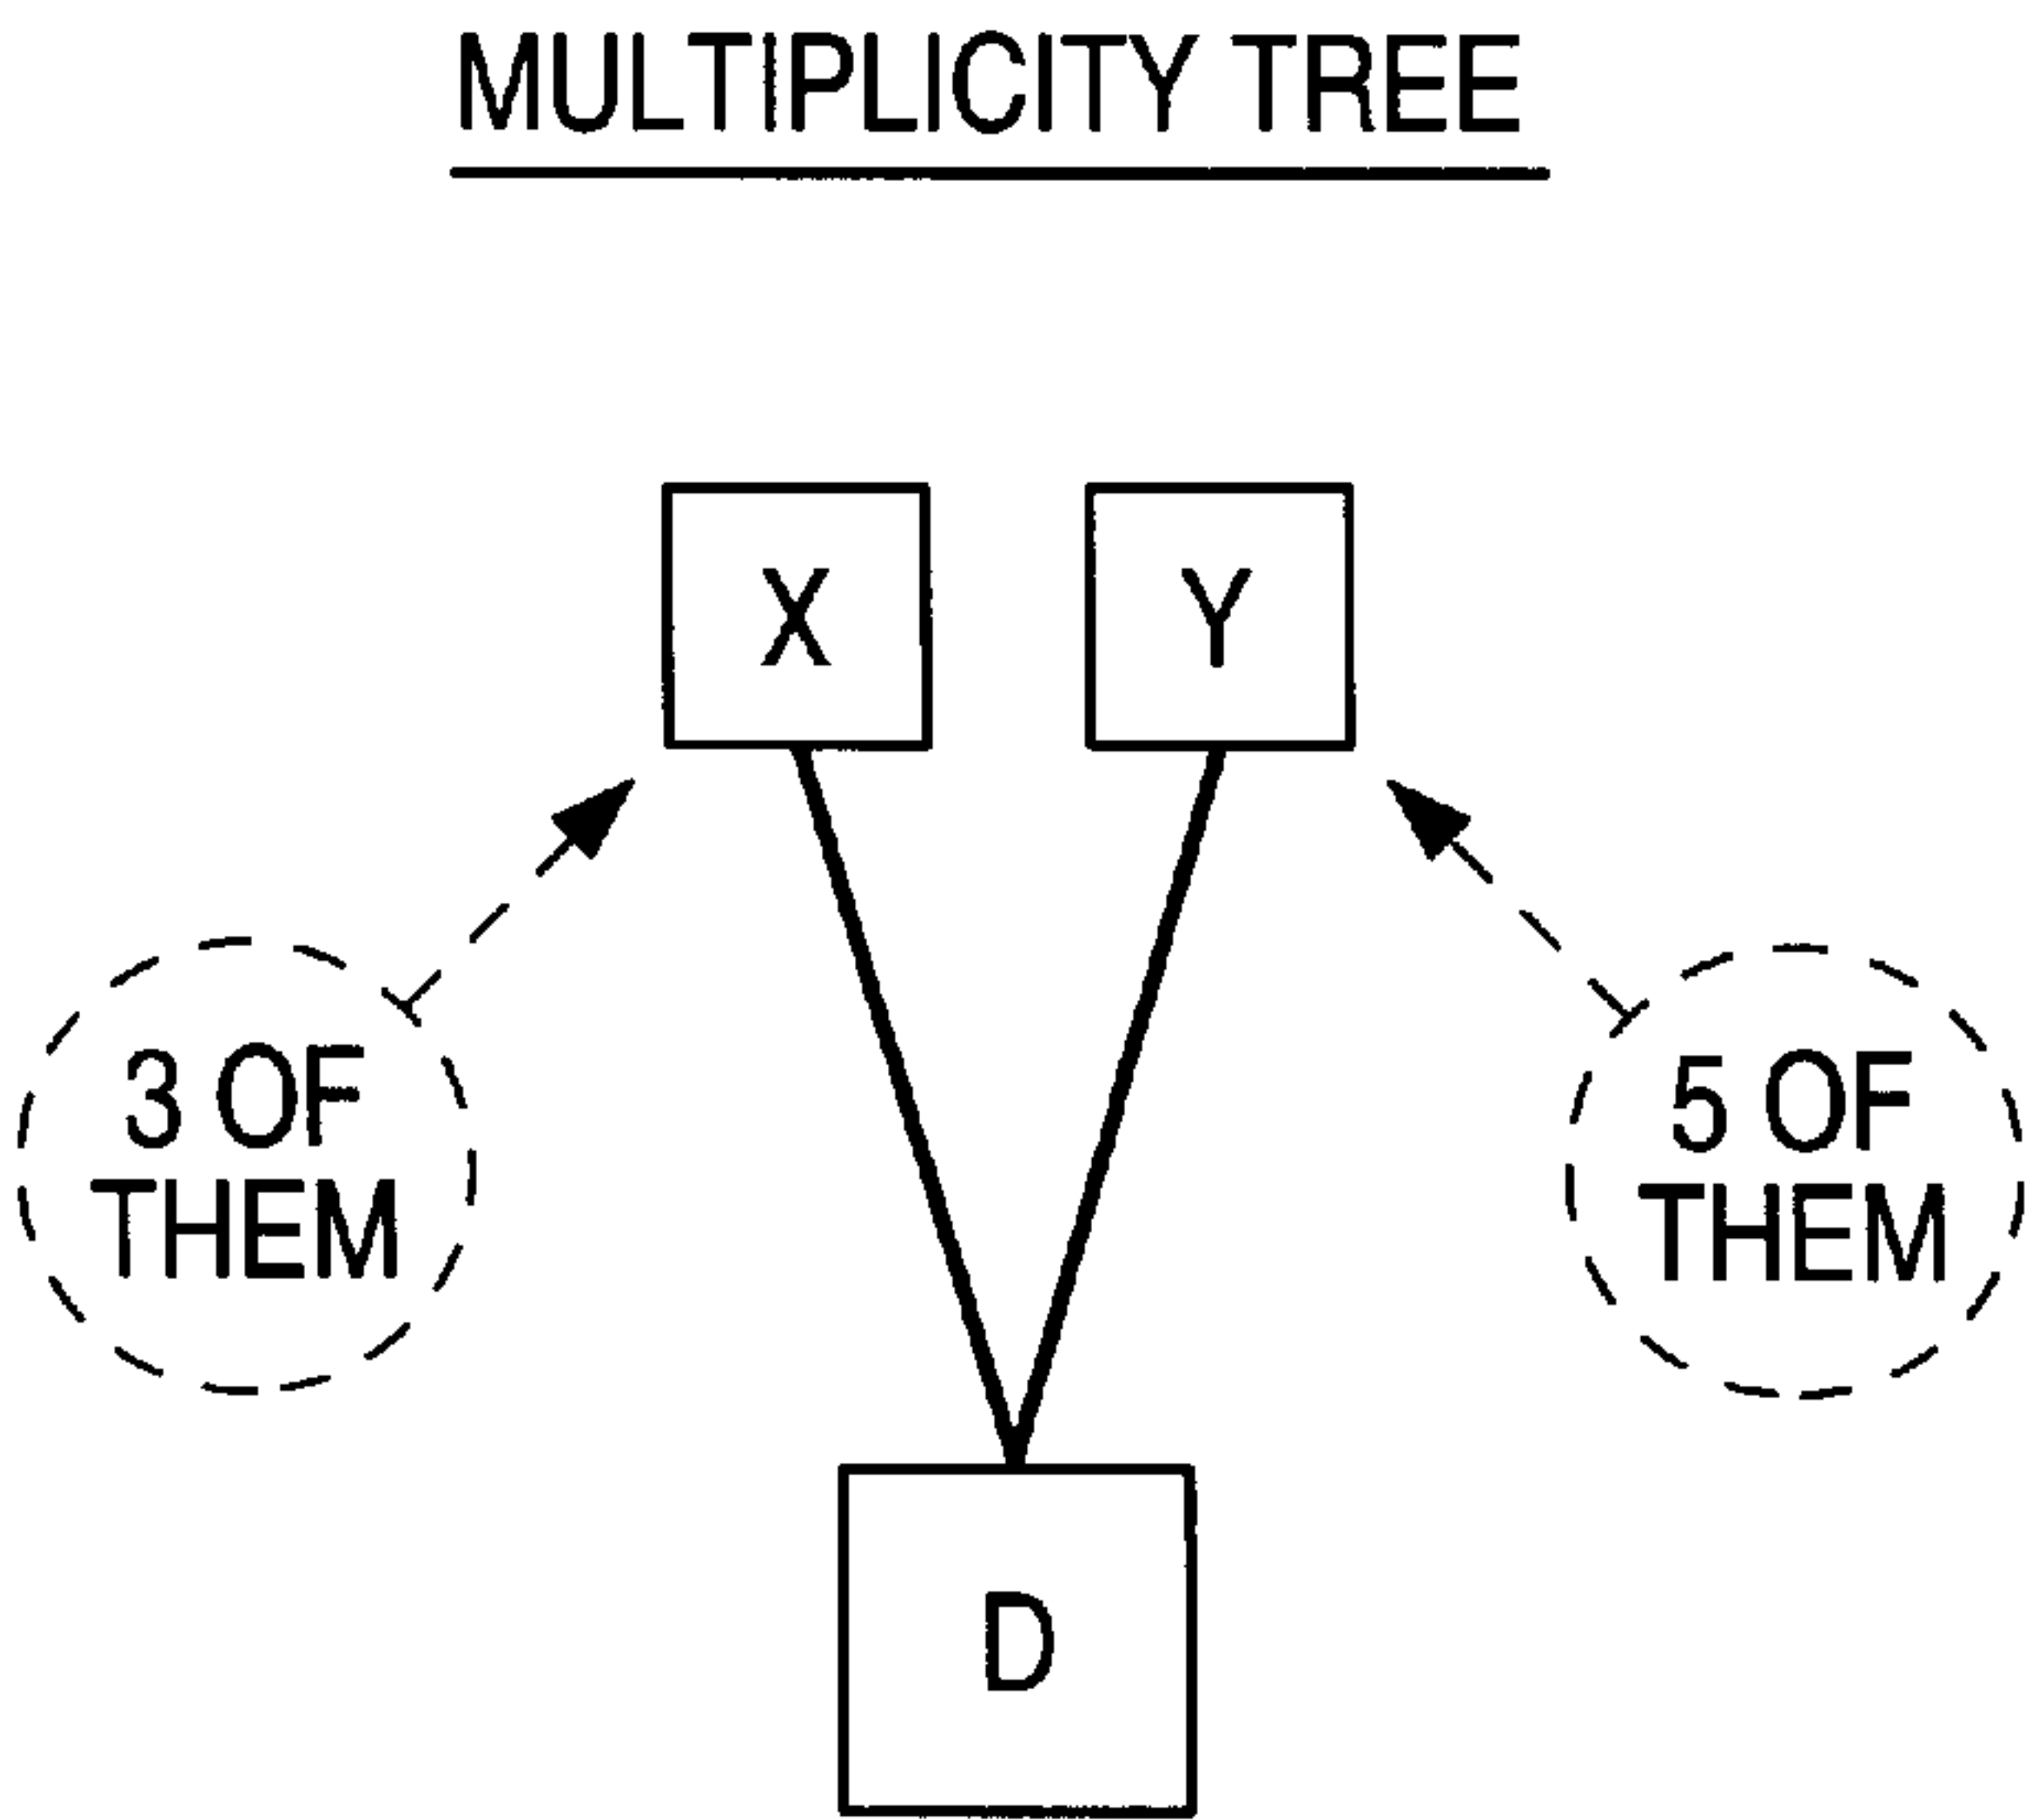 MULTIPLICITY TREE
X
Y
3 OF
THEM
5 OF
THEM
D